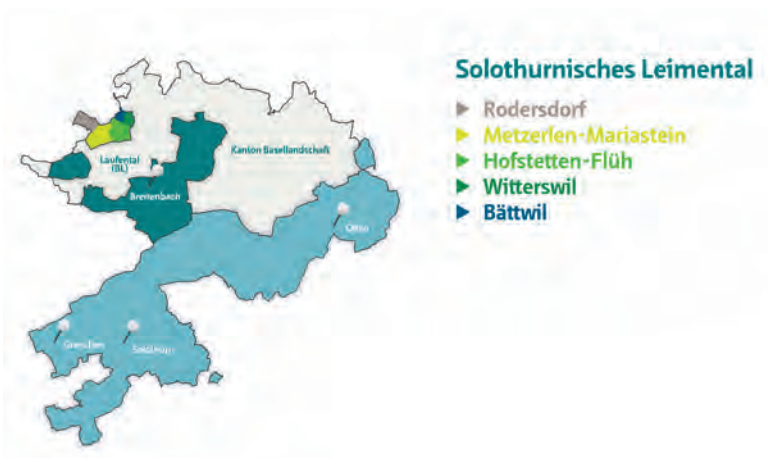 Solothurnisches Leimental
Rodersdorf
Metzerlen-Mariastein
Hofstetten-Flüh
Witterswil
Bättwil
Kanton Basellandschaft
Laufental
(BL)
Breitenbach
Olten
Grenchen
Solothurn